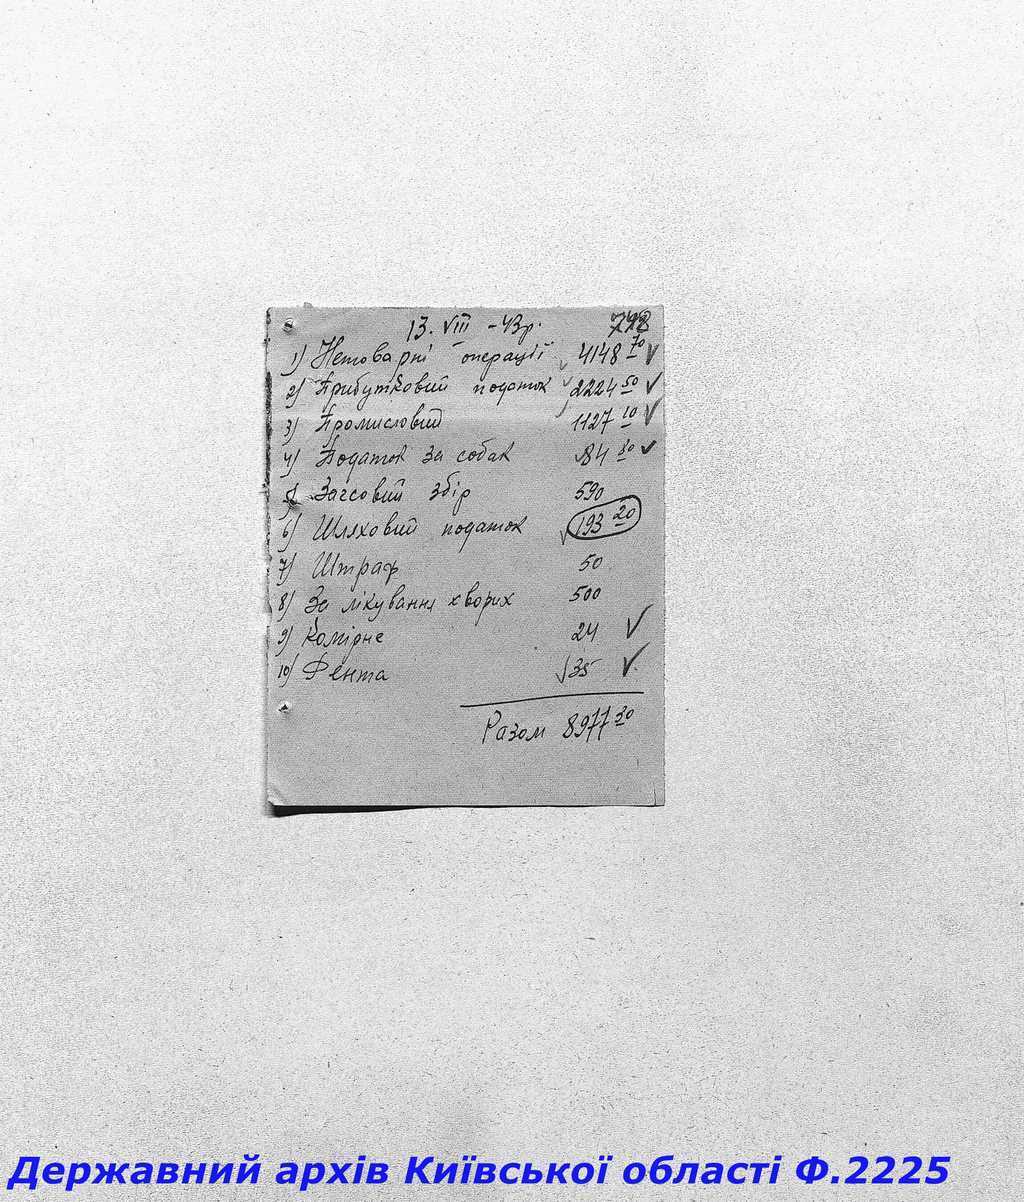 13. VIII - 43 р.
1) Нетоварні операції 4148 70
2) Прибутковий податок 2224 50
3) Промисловий 1127 10
4) Податок за собак 84 80
5) Загсовий збір 590
6) Шляховий податок 193 20
7) Штраф 50
8) За лікування хворих 500
9) Комірне 24
10) Рента 35
Разом 8977 30
Державний архів Київської області Ф.2225